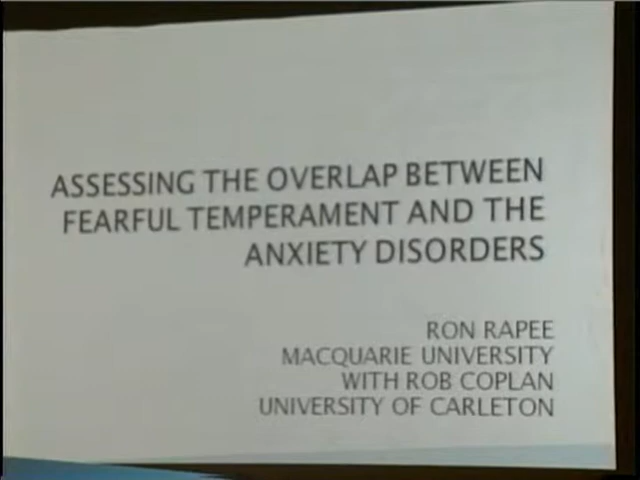 ASSESSING THE OVERLAP BETWEEN
FEARFUL TEMPERAMENT AND THE
ANXIETY DISORDERS
RON RAPEE
MACQUARIE UNIVERSITY
WITH ROB COPLAN
UNIVERSITY OF CARLETON